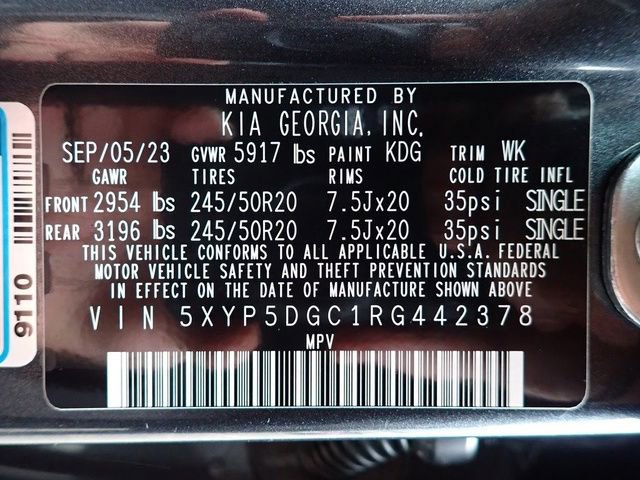 MANUFACTURED BY
KIA GEORGIA, INC.
SEP/05/23 GVWR 5917 lbs PAINT KDG TRIM WK
GAWR TIRES RIMS COLD TIRE INFL
FRONT 2954 lbs 245/50R20 7.5Jx20 35psi SINGLE
REAR 3196 lbs 245/50R20 7.5Jx20 35psi SINGLE
THIS VEHICLE CONFORMS TO ALL APPLICABLE U.S.A. FEDERAL
MOTOR VEHICLE SAFETY AND THEFT PREVENTION STANDARDS
IN EFFECT ON THE DATE OF MANUFACTURE SHOWN ABOVE
VIN 5XYP5DGC1RG442378
MPV
9110